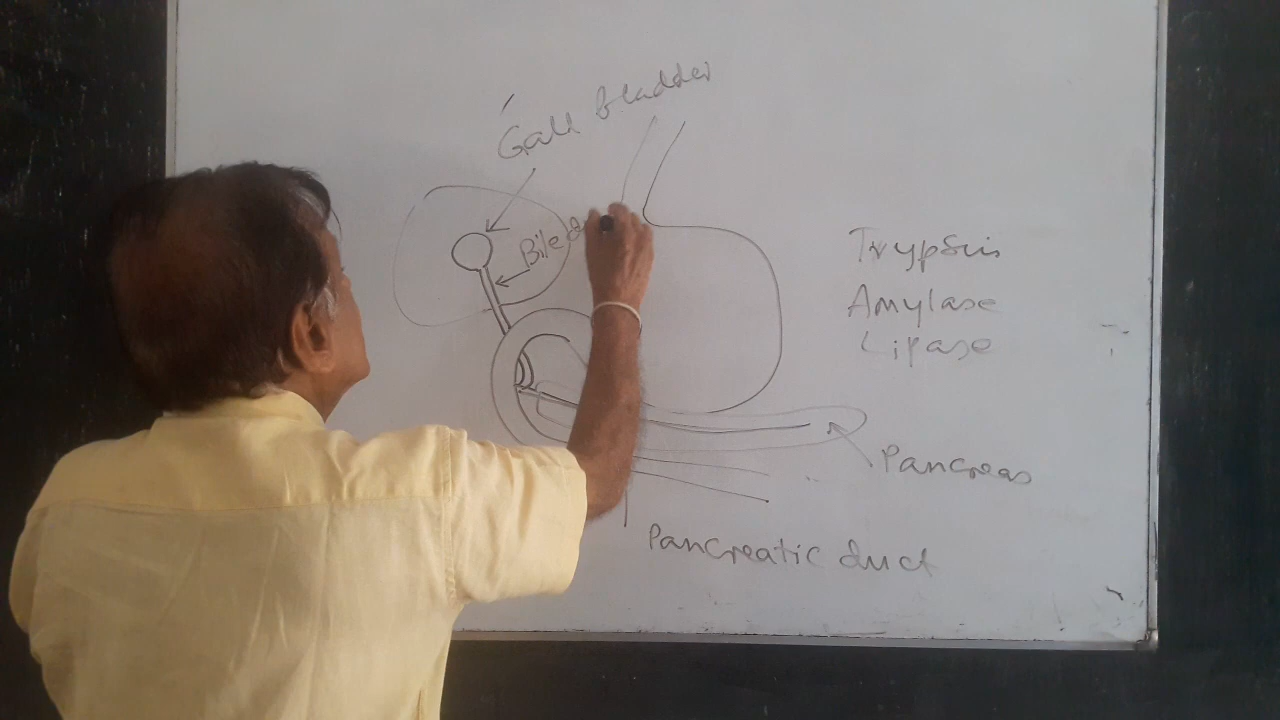 Gall bladder
Bile d
Trypsin
Amylase
Lipase
Pancreas
Pancreatic duct